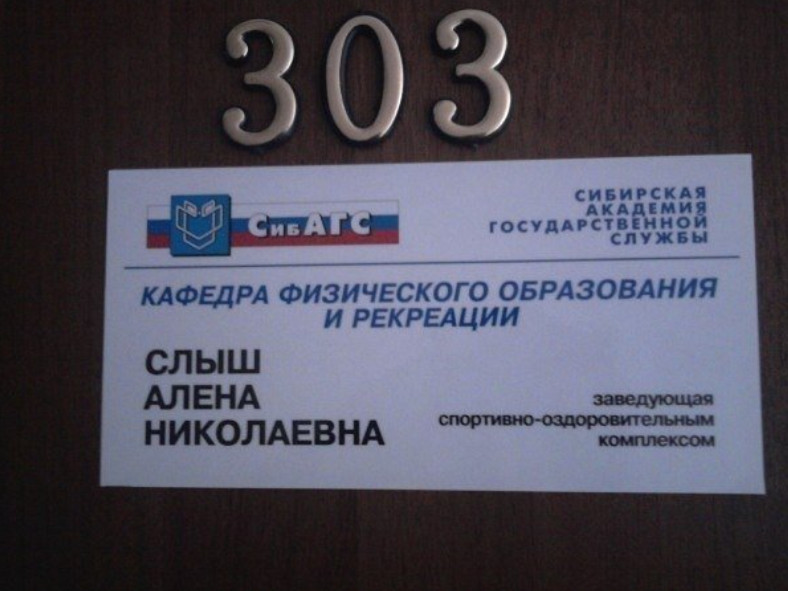 303
СибАГС
СИБИРСКАЯ
АКАДЕМИЯ
ГОСУДАРСТВЕННОЙ
СЛУЖБЫ
КАФЕДРА ФИЗИЧЕСКОГО ОБРАЗОВАНИЯ
И РЕКРЕАЦИИ
СЛЫШ
АЛЕНА
НИКОЛАЕВНА
заведующая
спортивно-оздоровительным
комплексом